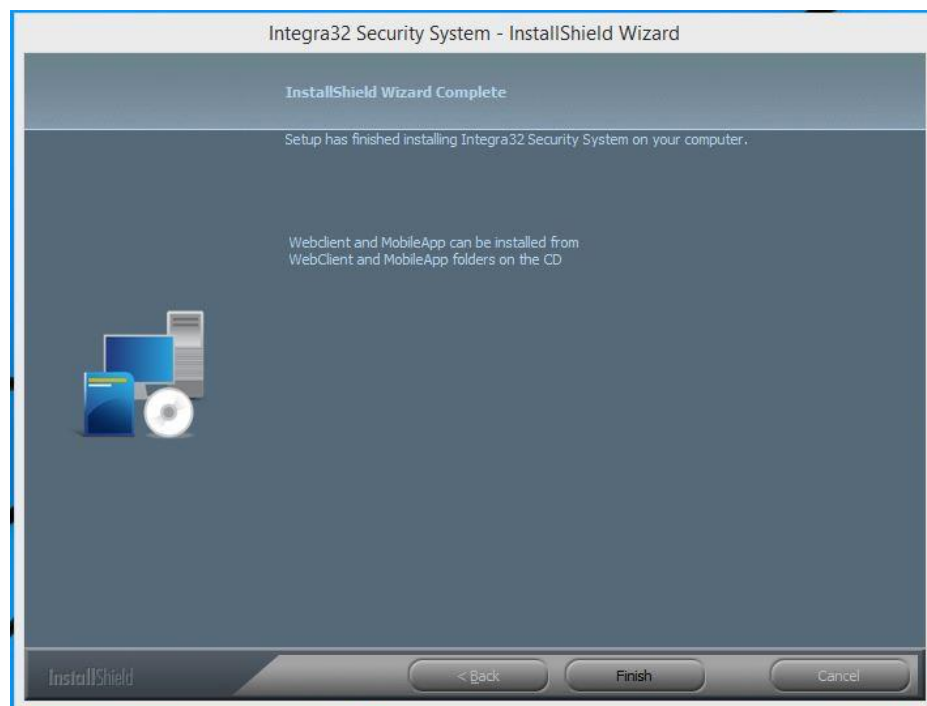 Integra32 Security System - InstallShield Wizard
InstallShield Wizard Complete
Setup has finished installing Integra32 Security System on your computer.
Webclient and MobileApp can be installed from
WebClient and MobileApp folders on the CD
InstallShield
< Back
Finish
Cancel